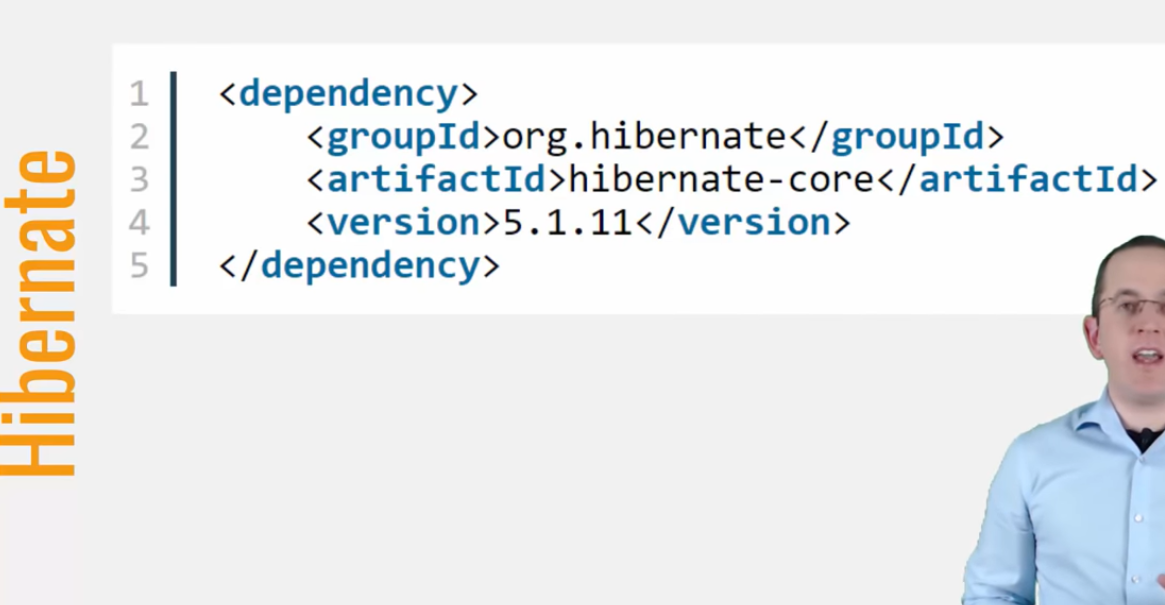 Hibernate
1 <dependency>
2 <groupId>org.hibernate</groupId>
3 <artifactId>hibernate-core</artifactId>
4 <version>5.1.11</version>
5 </dependency>